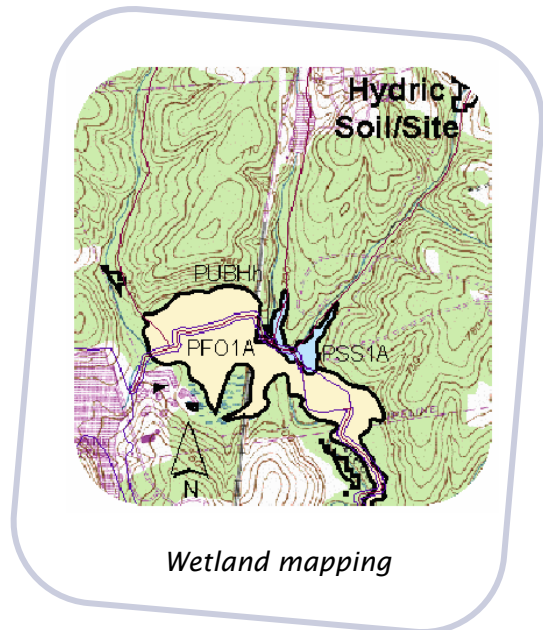 Hydric
Soil/Site
PUBHh
PFO1A
PSS1A
N
Wetland mapping